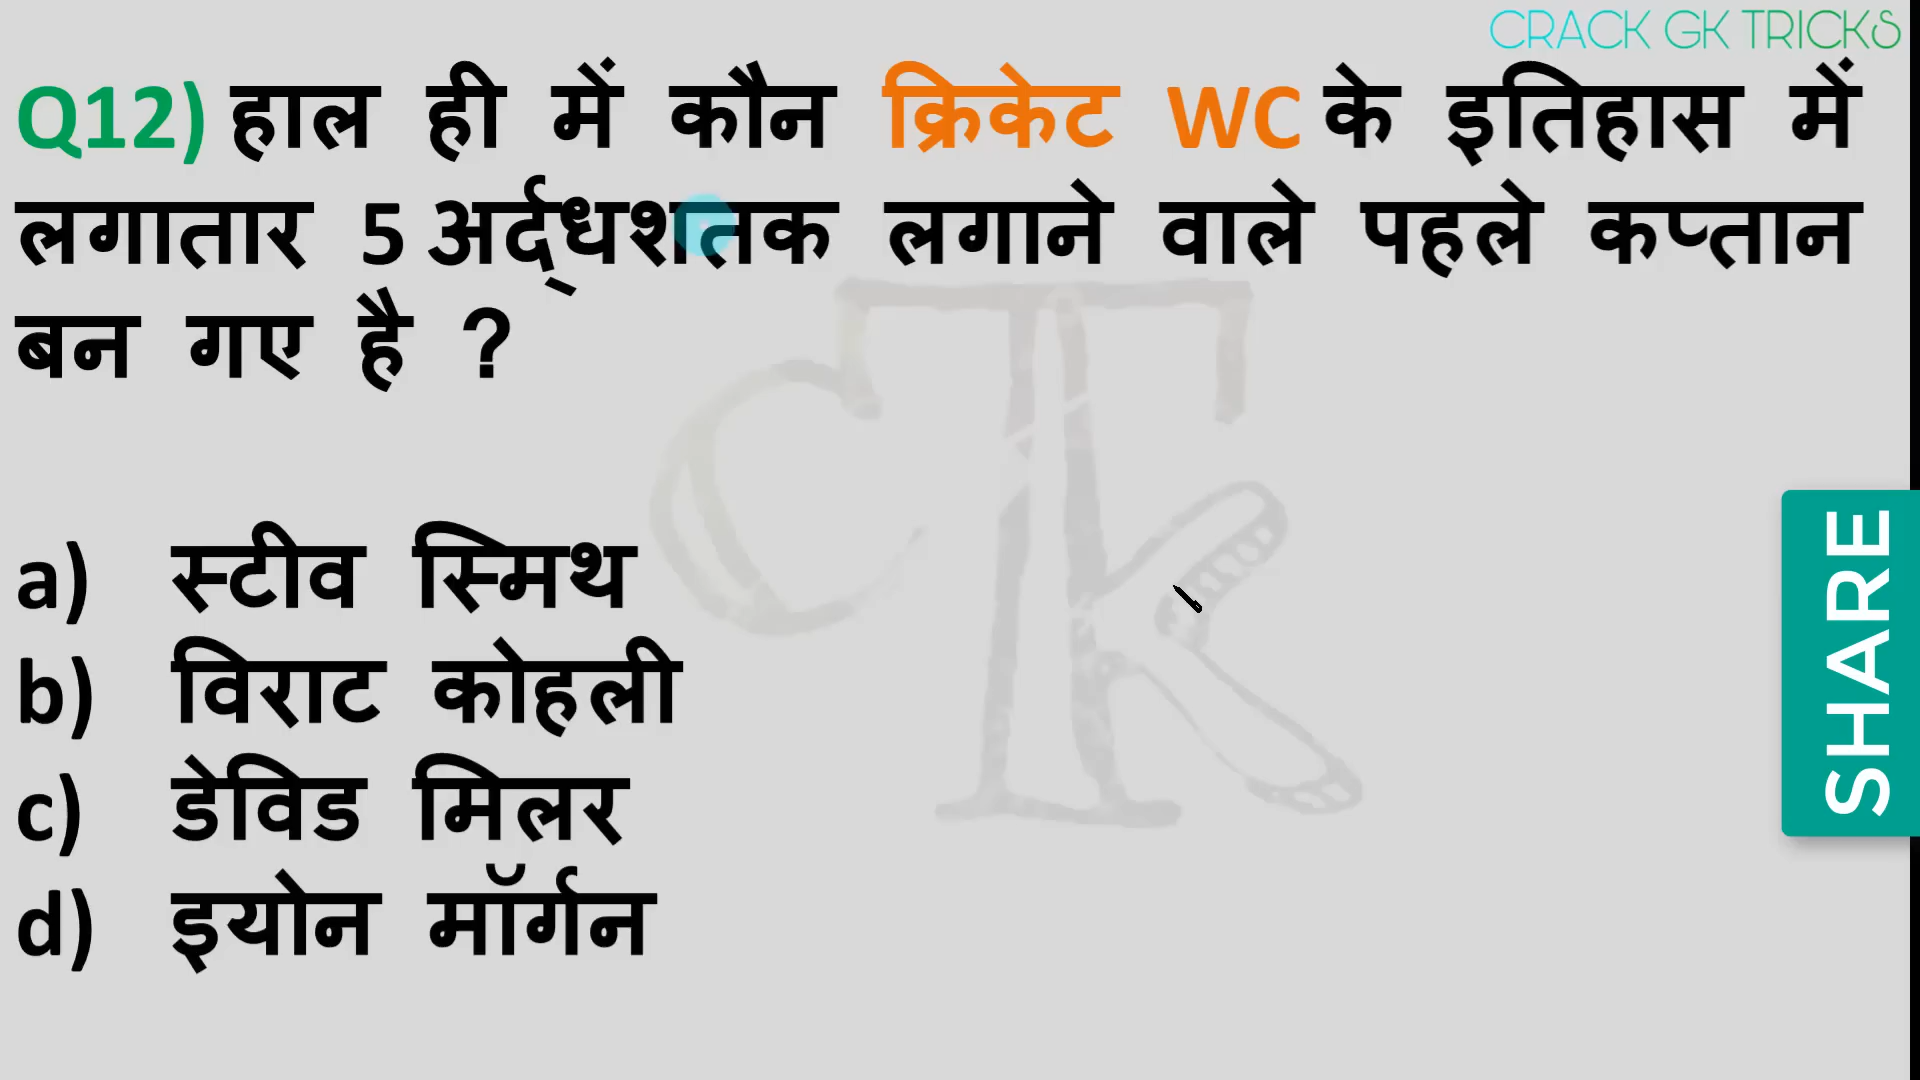 CRACK GK TRICKS
Q12) हाल ही में कौन क्रिकेट WC के इतिहास में
लगातार 5 अर्द्धशतक लगाने वाले पहले कप्तान
बन गए है ?
a) स्टीव स्मिथ
b) विराट कोहली
c) डेविड मिलर
d) इयोन मॉर्गन
SHARE